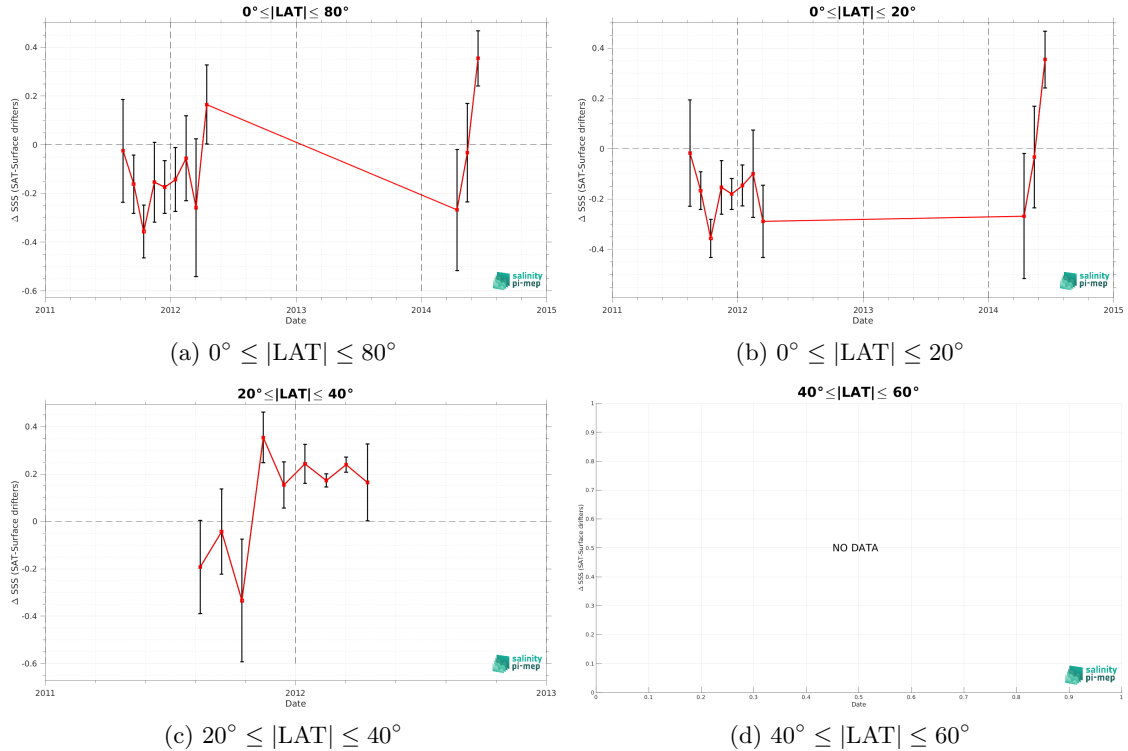 0°≤|LAT|≤ 80°
0.4
0.2
0
-0.2
-0.4
-0.6
Δ SSS (SAT-Surface drifters)
2011
2012
2013
2014
2015
Date
salinity
pi-mep
(a) 0° ≤ |LAT| ≤ 80°
0°≤|LAT|≤ 20°
0.4
0.2
0
-0.2
-0.4
Δ SSS (SAT-Surface drifters)
2011
2012
2013
2014
2015
Date
salinity
pi-mep
(b) 0° ≤ |LAT| ≤ 20°
20°≤|LAT|≤ 40°
0.4
0.2
0
-0.2
-0.4
-0.6
Δ SSS (SAT-Surface drifters)
2011
2012
2013
Date
salinity
pi-mep
(c) 20° ≤ |LAT| ≤ 40°
40°≤|LAT|≤ 60°
1
0.9
0.8
0.7
0.6
0.5
0.4
0.3
0.2
0.1
0
Δ SSS (SAT-Surface drifters)
NO DATA
0
0.1
0.2
0.3
0.4
0.5
0.6
0.7
0.8
0.9
1
Date
salinity
pi-mep
(d) 40° ≤ |LAT| ≤ 60°